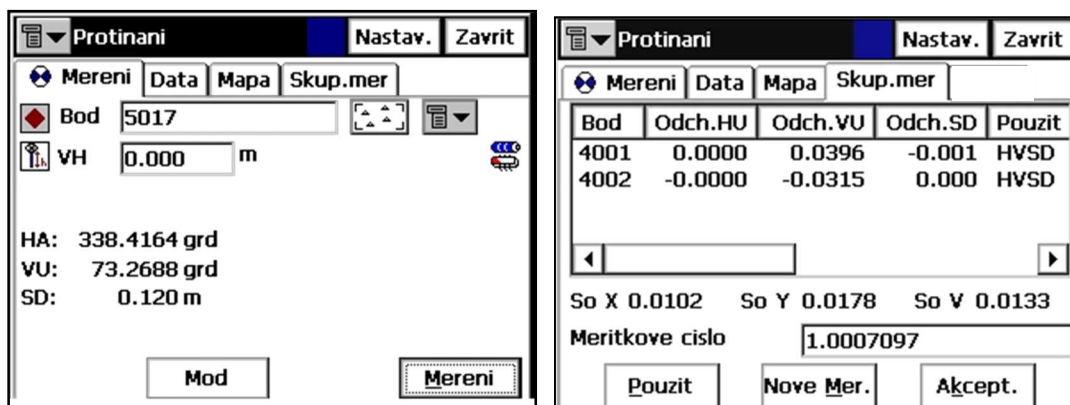 Protinani Nastav. Zavrit
Mereni Data Mapa Skup.mer
Bod 5017
VH 0.000 m
HA: 338.4164 grd
VU: 73.2688 grd
SD: 0.120 m
Mod Mereni
Protinani Nastav. Zavrit
Mereni Data Mapa Skup.mer
Bod Odch.HU Odch.VU Odch.SD Pouzit
4001 0.0000 0.0396 -0.001 HVSD
4002 -0.0000 -0.0315 0.000 HVSD
So X 0.0102 So Y 0.0178 So V 0.0133
Meritkove cislo 1.0007097
Pouzit Nove Mer. Akcept.